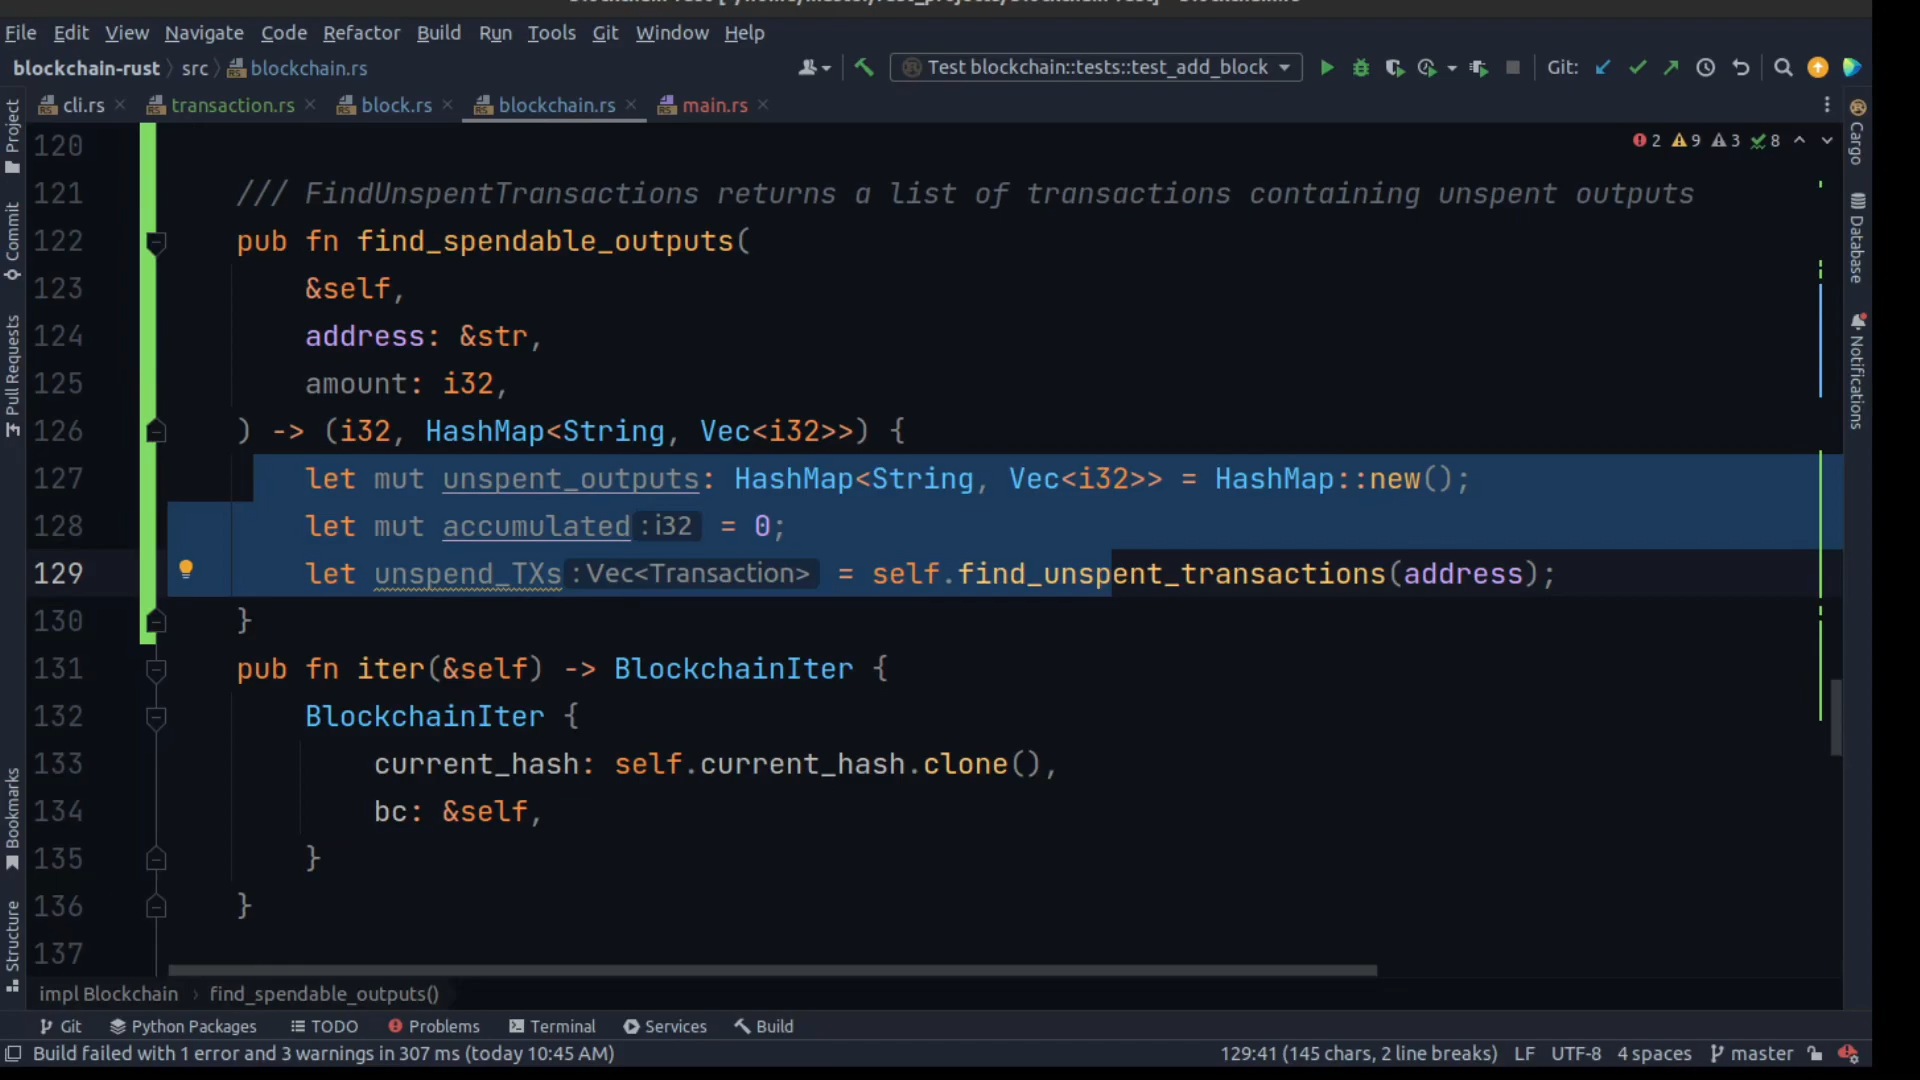 File Edit View Navigate Code Refactor Build Run Tools Git Window Help
blockchain-rust src blockchain.rs Test blockchain::tests::test_add_block Git:
cli.rs transaction.rs block.rs blockchain.rs main.rs
2 9 3 8
120
121 /// FindUnspentTransactions returns a list of transactions containing unspent outputs
122 pub fn find_spendable_outputs(
123 &self,
124 address: &str,
125 amount: i32,
126 ) -> (i32, HashMap<String, Vec<i32>>) {
127 let mut unspent_outputs: HashMap<String, Vec<i32>> = HashMap::new();
128 let mut accumulated: i32 = 0;
129 let unspend_TXs: Vec<Transaction> = self.find_unspent_transactions(address);
130 }
131 pub fn iter(&self) -> BlockchainIter {
132 BlockchainIter {
133 current_hash: self.current_hash.clone(),
134 bc: &self,
135 }
136 }
137
Project
Commit
Pull Requests
Bookmarks
Structure
Cargo
Database
Notifications
impl Blockchain find_spendable_outputs()
Git Python Packages TODO Problems Terminal Services Build
Build failed with 1 error and 3 warnings in 307 ms (today 10:45 AM) 129:41 (145 chars, 2 line breaks) LF UTF-8 4 spaces master